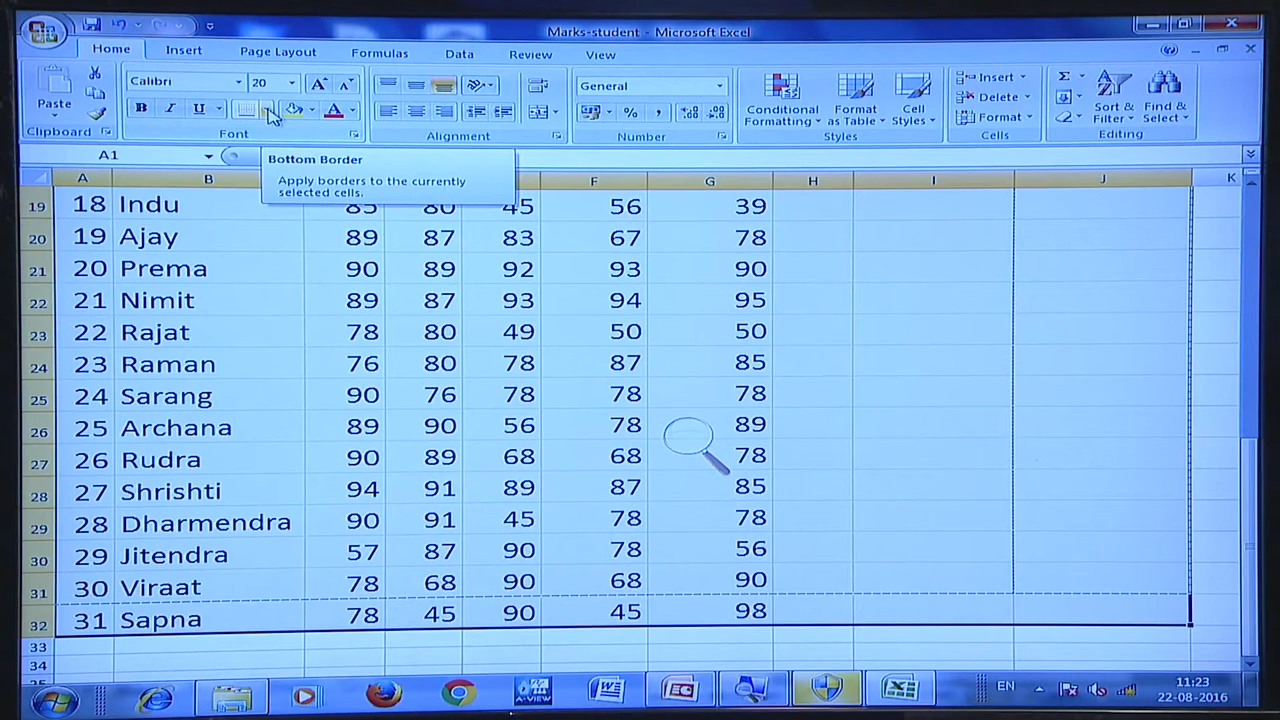 Marks-student - Microsoft Excel
Home Insert Page Layout Formulas Data Review View
Paste
Calibri 20
B I U A
General
% ,
Conditional Formatting
Format as Table
Cell Styles
Insert
Delete
Format
Σ
Sort & Filter
Find & Select
Clipboard Font Alignment Number Styles Cells Editing
A1
Bottom Border
Apply borders to the currently
selected cells.
A B F G H I J K
19 18 Indu 85 80 45 56 39
20 19 Ajay 89 87 83 67 78
21 20 Prema 90 89 92 93 90
22 21 Nimit 89 87 93 94 95
23 22 Rajat 78 80 49 50 50
24 23 Raman 76 80 78 87 85
25 24 Sarang 90 76 78 78 78
26 25 Archana 89 90 56 78 89
27 26 Rudra 90 89 68 68 78
28 27 Shrishti 94 91 89 87 85
29 28 Dharmendra 90 91 45 78 78
30 29 Jitendra 57 87 90 78 56
31 30 Viraat 78 68 90 68 90
32 31 Sapna 78 45 90 45 98
33
34
A-VIEW
EN
11:23
22-08-2016